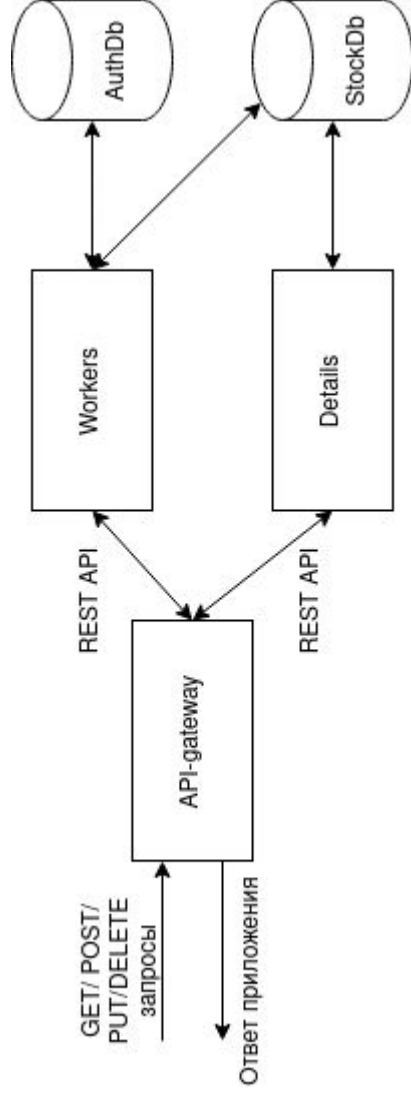 GET/ POST/
PUT/DELETE
запросы
Ответ приложения
API-gateway
REST API
REST API
Workers
Details
AuthDb
StockDb